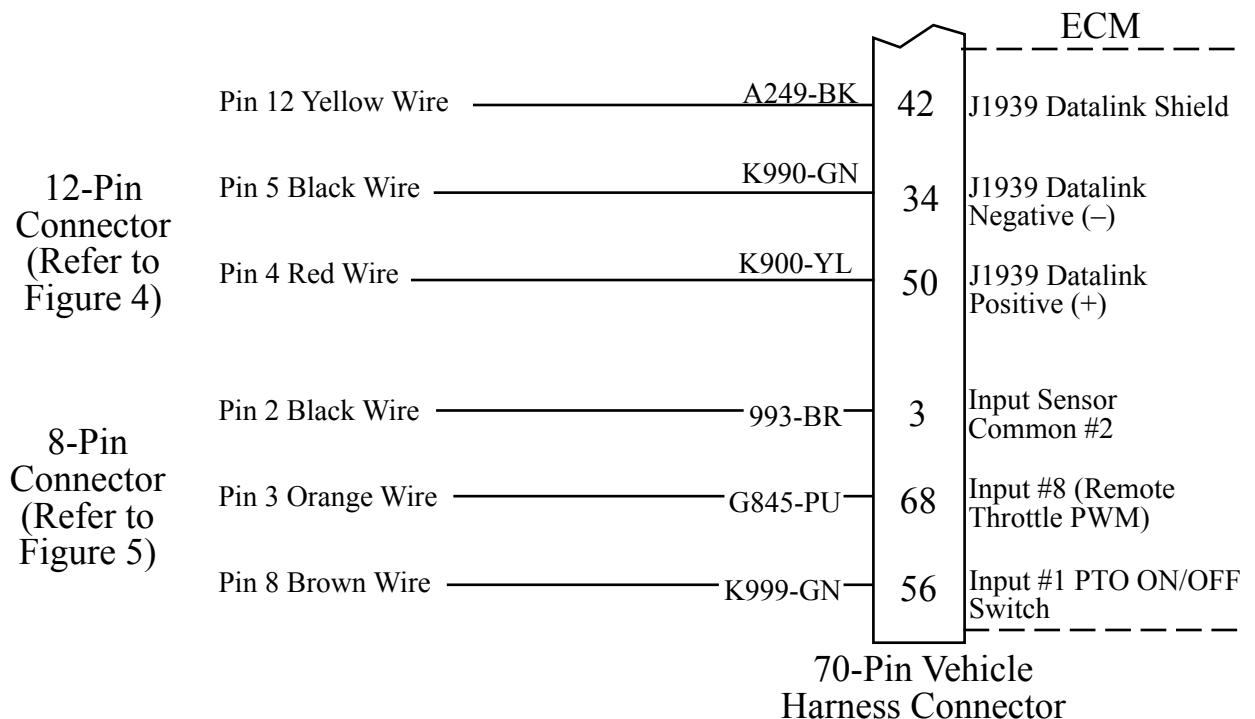 ECM
Pin 12 Yellow Wire A249-BK 42 J1939 Datalink Shield
12-Pin
Connector
(Refer to
Figure 4)
Pin 5 Black Wire K990-GN 34 J1939 Datalink
Negative (–)
Pin 4 Red Wire K900-YL 50 J1939 Datalink
Positive (+)
8-Pin
Connector
(Refer to
Figure 5)
Pin 2 Black Wire 993-BR 3 Input Sensor
Common #2
Pin 3 Orange Wire G845-PU 68 Input #8 (Remote
Throttle PWM)
Pin 8 Brown Wire K999-GN 56 Input #1 PTO ON/OFF
Switch
70-Pin Vehicle
Harness Connector